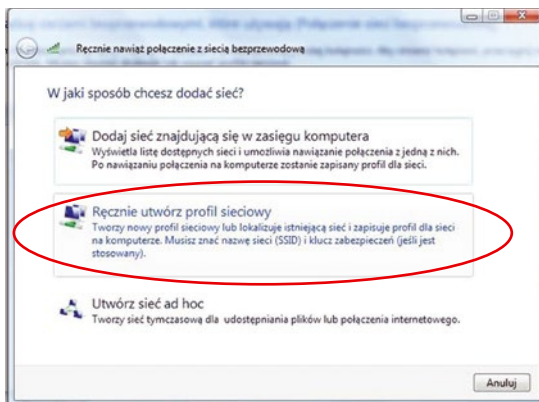 Ręcznie nawiąż połączenie z siecią bezprzewodową
W jaki sposób chcesz dodać sieć?
Dodaj sieć znajdującą się w zasięgu komputera
Wyświetla listę dostępnych sieci i umożliwia nawiązanie połączenia z jedną z nich.
Po nawiązaniu połączenia na komputerze zostanie zapisany profil dla sieci.
Ręcznie utwórz profil sieciowy
Tworzy nowy profil sieciowy lub lokalizuje istniejącą sieć i zapisuje profil dla sieci
na komputerze. Musisz znać nazwę sieci (SSID) i klucz zabezpieczeń (jeśli jest
stosowany).
Utwórz sieć ad hoc
Tworzy sieć tymczasową dla udostępniania plików lub połączenia internetowego.
Anuluj